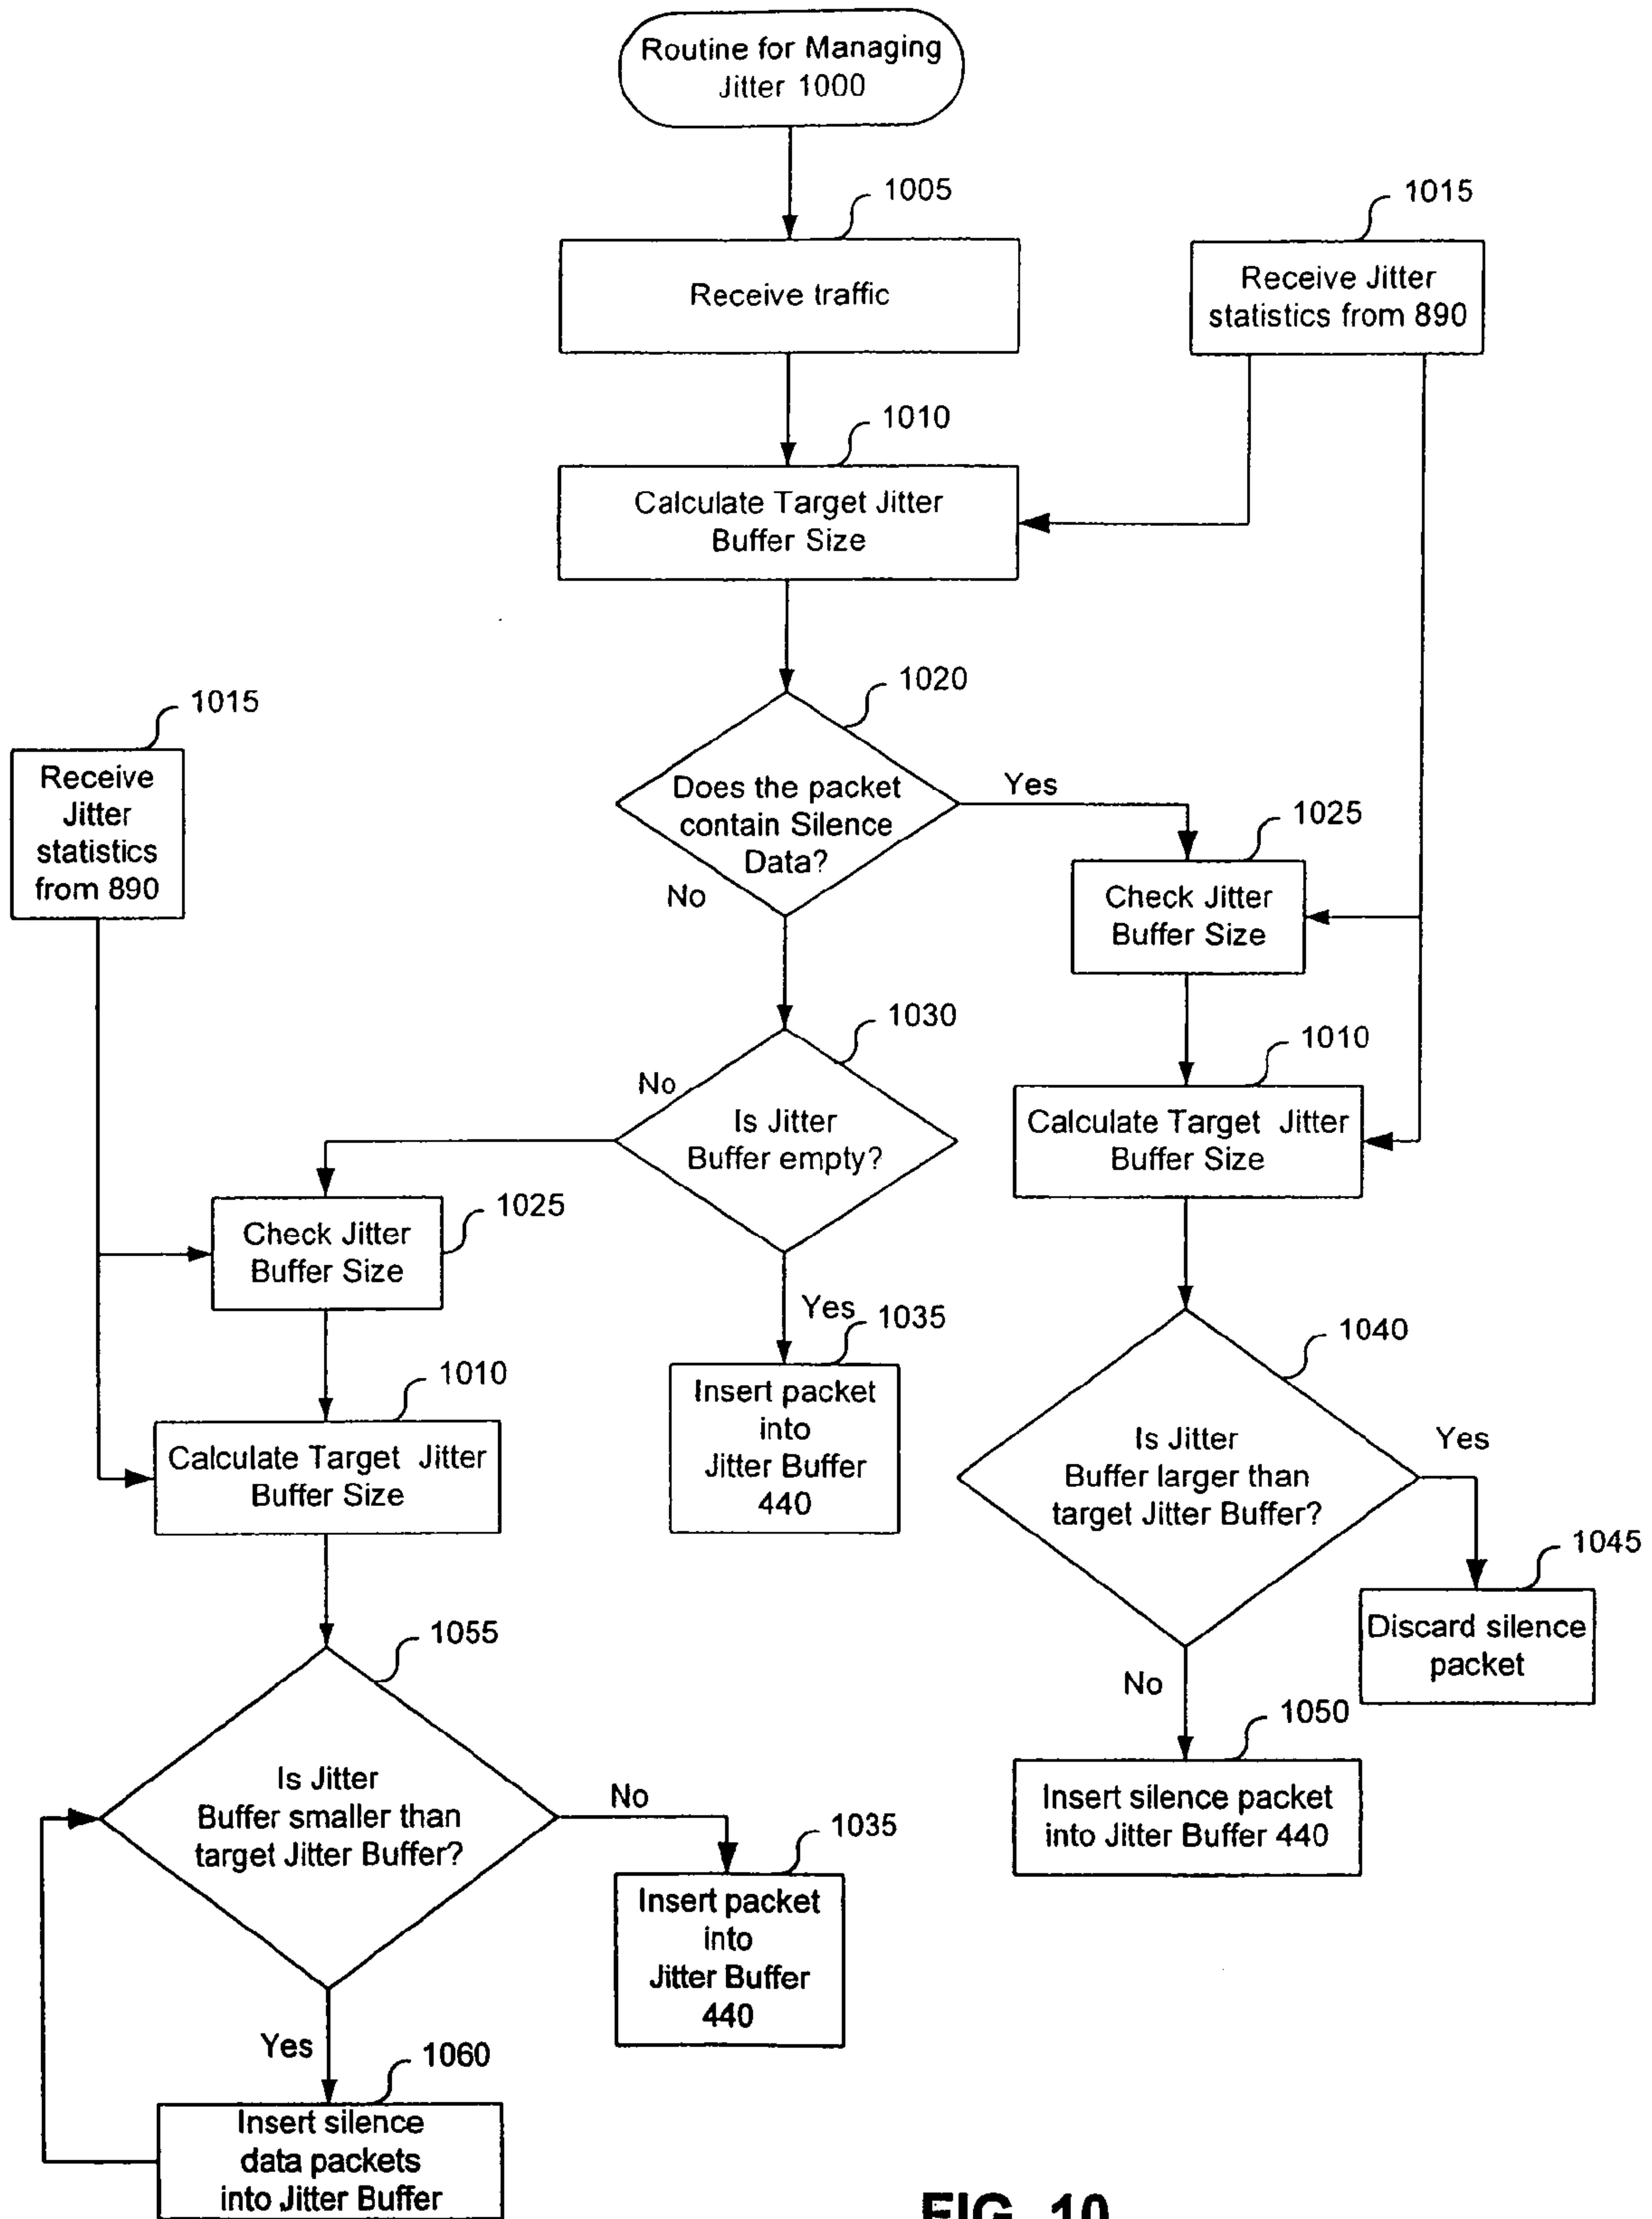 Routine for Managing
Jitter 1000
1005
Receive traffic
1015
Receive Jitter
statistics from 890
1010
Calculate Target Jitter
Buffer Size
1020
Does the packet
contain Silence
Data?
Yes
No
1015
Receive
Jitter
statistics
from 890
1025
Check Jitter
Buffer Size
1030
Is Jitter
Buffer empty?
No
Yes
1010
Calculate Target Jitter
Buffer Size
1025
Check Jitter
Buffer Size
1035
Insert packet
into
Jitter Buffer
440
1040
Is Jitter
Buffer larger than
target Jitter Buffer?
Yes
No
1010
Calculate Target Jitter
Buffer Size
1045
Discard silence
packet
1050
Insert silence packet
into Jitter Buffer 440
1055
Is Jitter
Buffer smaller than
target Jitter Buffer?
No
Yes
1035
Insert packet
into
Jitter Buffer
440
1060
Insert silence
data packets
into Jitter Buffer
FIG. 10